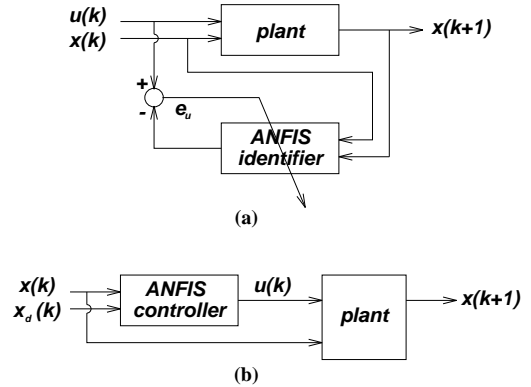 u(k)
x(k)
plant
x(k+1)
+
-
e_u
ANFIS
identifier
(a)
x(k)
x_d (k)
ANFIS
controller
u(k)
plant
x(k+1)
(b)